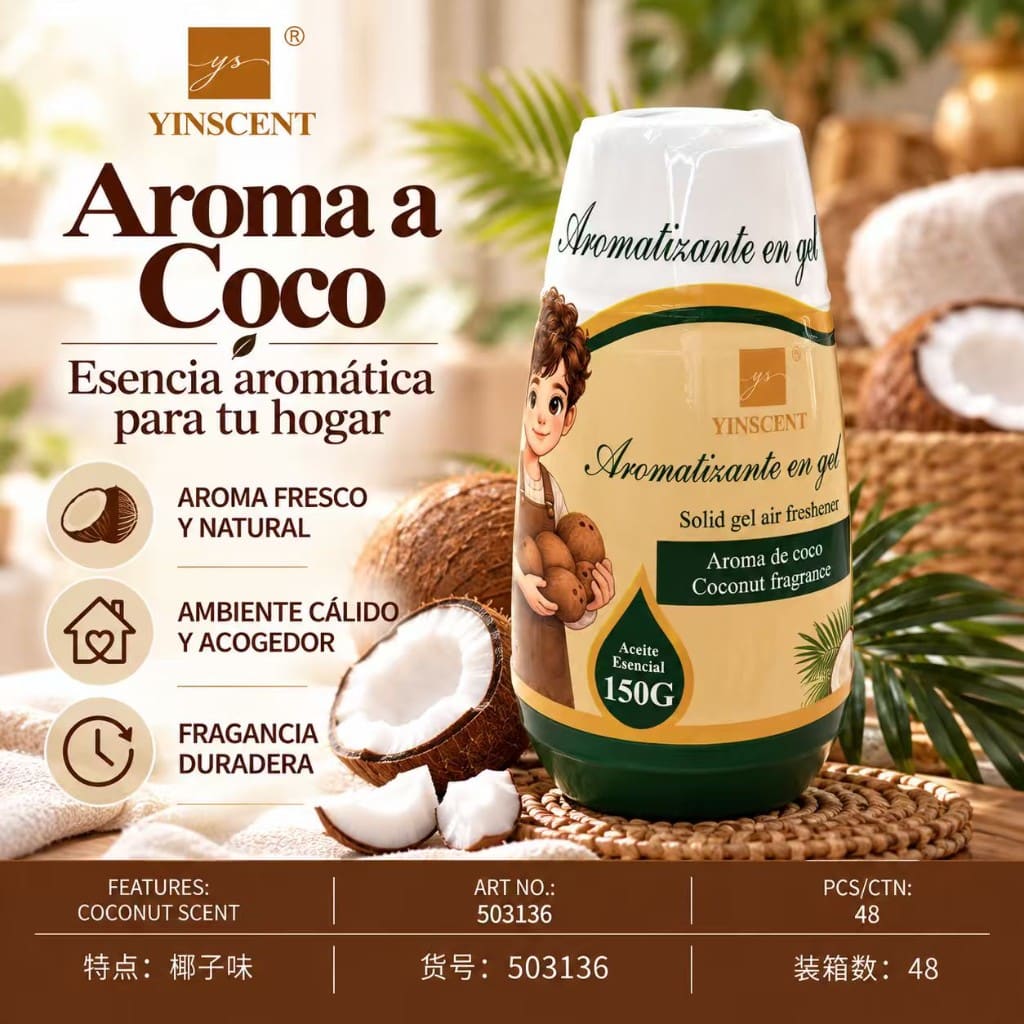 ys
®
YINSCENT
Aroma a
Coco
Esencia aromática
para tu hogar
AROMA FRESCO
Y NATURAL
AMBIENTE CÁLIDO
Y ACOGEDOR
FRAGANCIA
DURADERA
Aromatizante en gel
ys
®
YINSCENT
Aromatizante en gel
Solid gel air freshener
Aroma de coco
Coconut fragrance
Aceite
Esencial
150G
FEATURES:
COCONUT SCENT
ART NO.:
503136
PCS/CTN:
48
特点：椰子味
货号：503136
装箱数：48